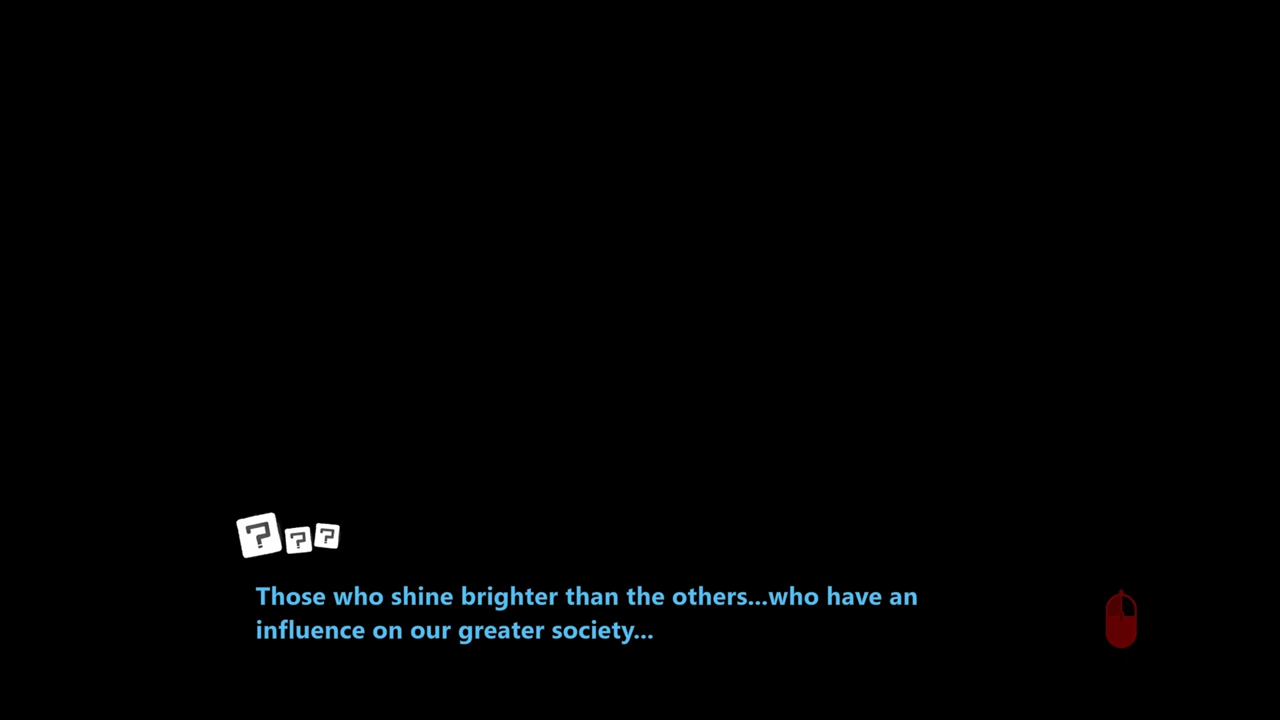 ???
Those who shine brighter than the others...who have an
influence on our greater society...